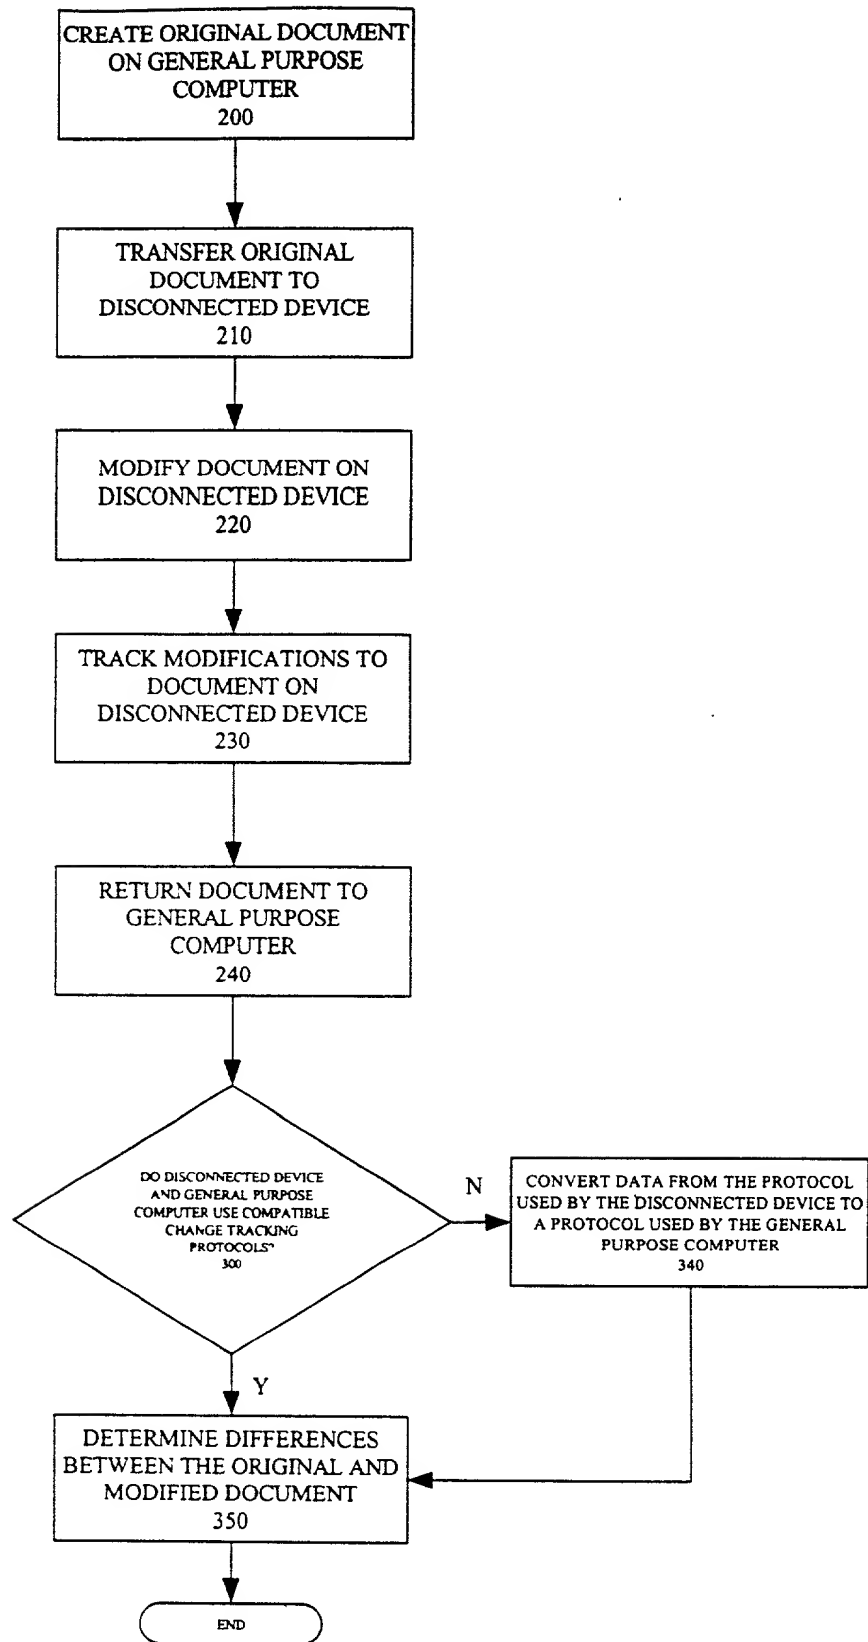 CREATE ORIGINAL DOCUMENT
ON GENERAL PURPOSE
COMPUTER
200
TRANSFER ORIGINAL
DOCUMENT TO
DISCONNECTED DEVICE
210
MODIFY DOCUMENT ON
DISCONNECTED DEVICE
220
TRACK MODIFICATIONS TO
DOCUMENT ON
DISCONNECTED DEVICE
230
RETURN DOCUMENT TO
GENERAL PURPOSE
COMPUTER
240
DO DISCONNECTED DEVICE
AND GENERAL PURPOSE
COMPUTER USE COMPATIBLE
CHANGE TRACKING
PROTOCOLS?
300
N
CONVERT DATA FROM THE PROTOCOL
USED BY THE DISCONNECTED DEVICE TO
A PROTOCOL USED BY THE GENERAL
PURPOSE COMPUTER
340
Y
DETERMINE DIFFERENCES
BETWEEN THE ORIGINAL AND
MODIFIED DOCUMENT
350
END